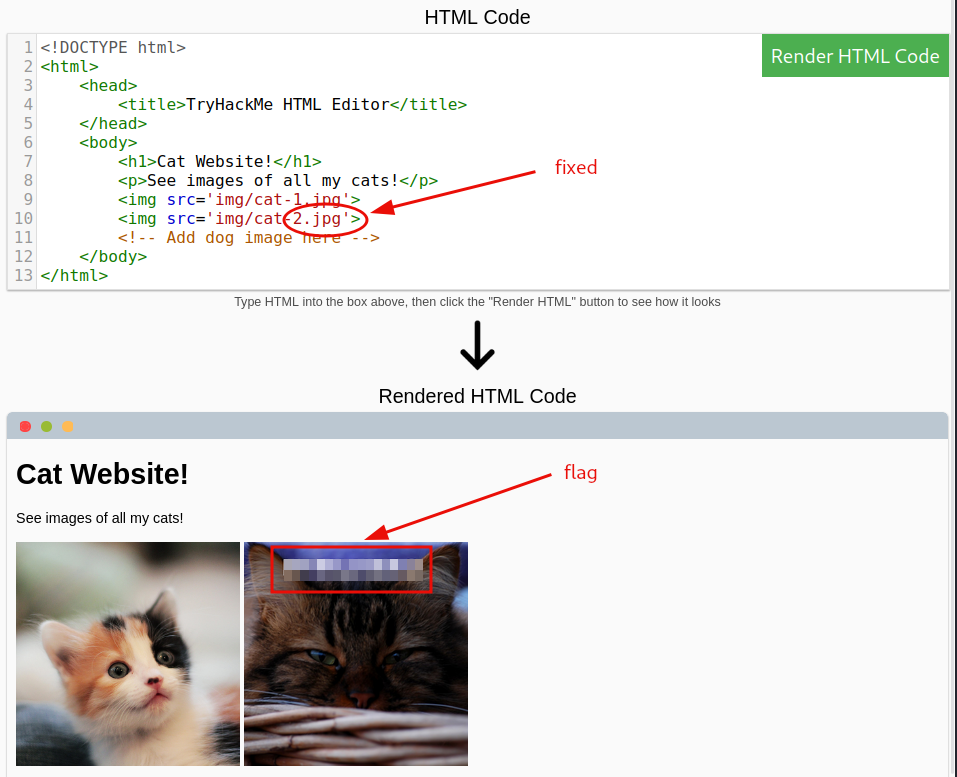 HTML Code
Render HTML Code
1 <!DOCTYPE html>
2 <html>
3 <head>
4 <title>TryHackMe HTML Editor</title>
5 </head>
6 <body>
7 <h1>Cat Website!</h1>
8 <p>See images of all my cats!</p>
9 <img src='img/cat-1.jpg'>
10 <img src='img/cat-2.jpg'>
11 <!-- Add dog image here -->
12 </body>
13 </html>
fixed
Type HTML into the box above, then click the "Render HTML" button to see how it looks
Rendered HTML Code
Cat Website!
flag
See images of all my cats!